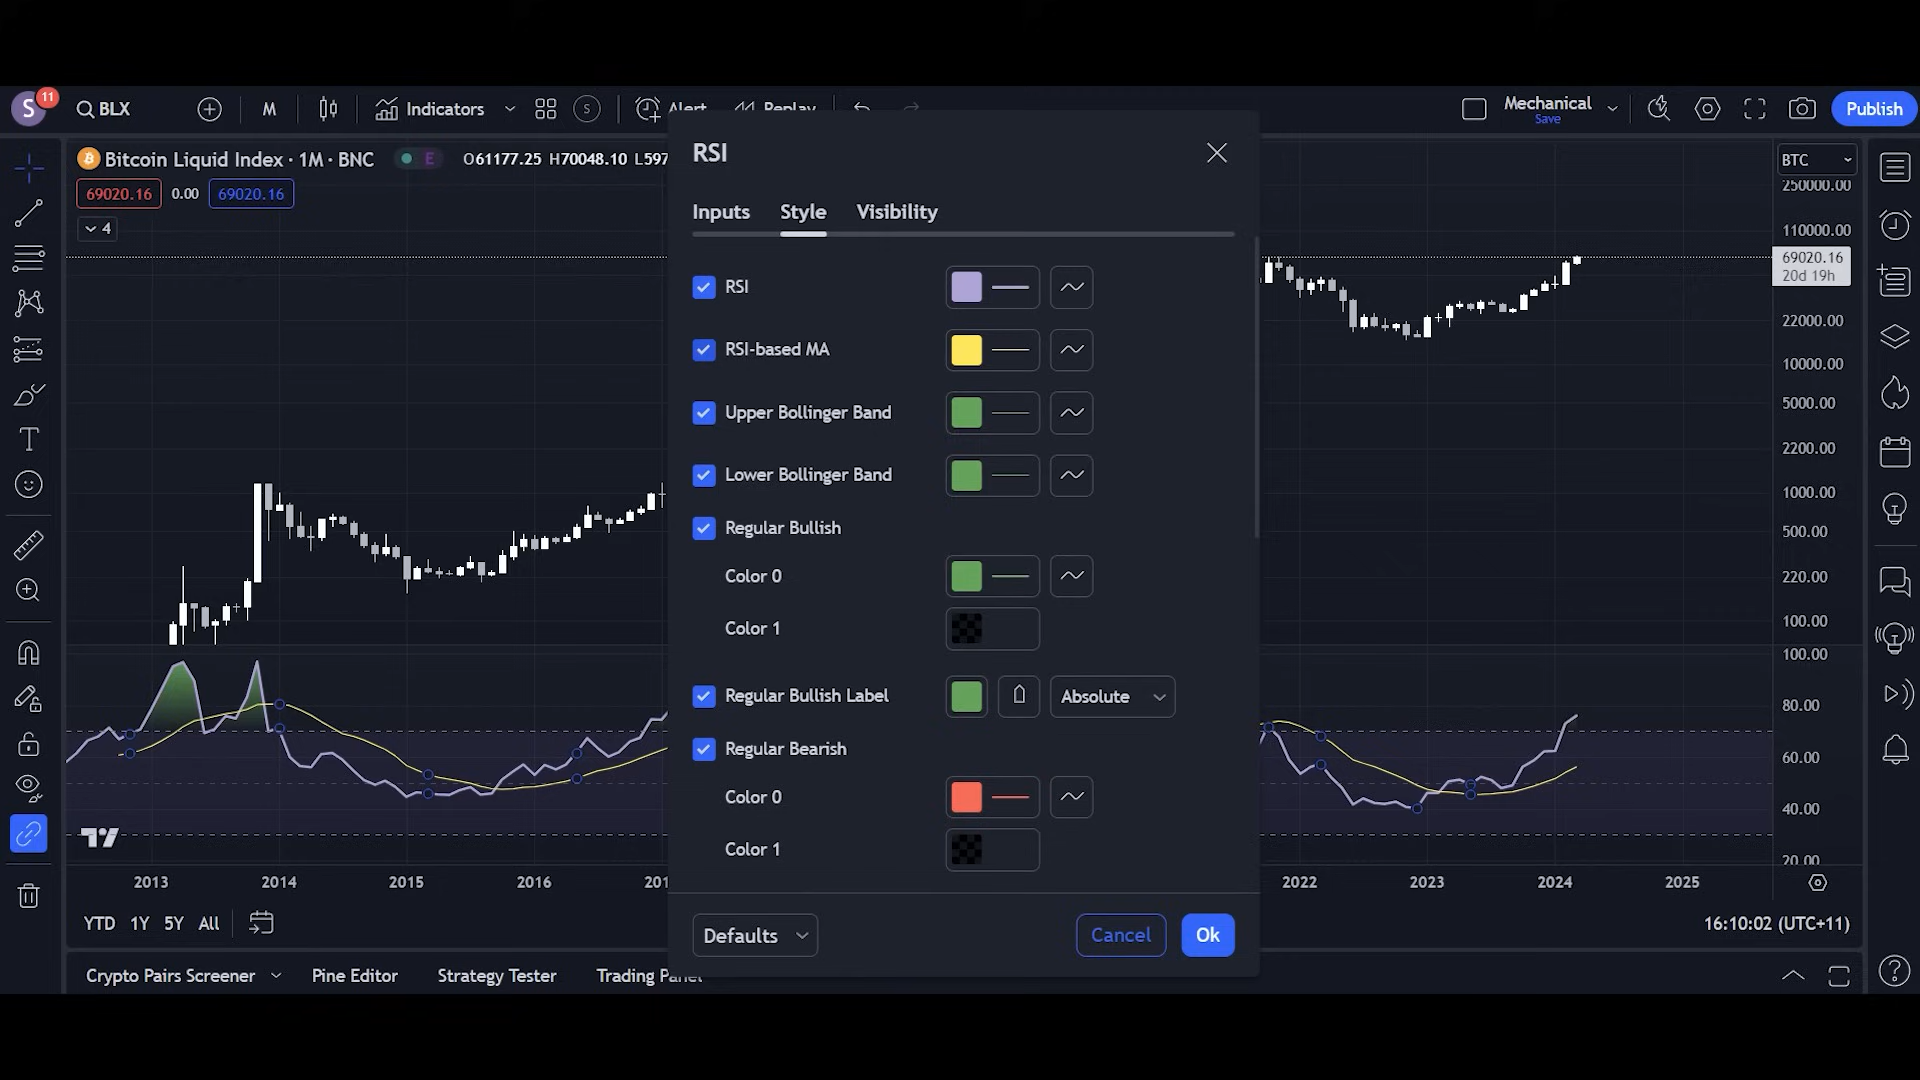 S 11 BLX M Indicators S Alert Replay Mechanical Save Publish
Bitcoin Liquid Index · 1M · BNC E O61177.25 H70048.10 L597
69020.16 0.00 69020.16
4
RSI
Inputs Style Visibility
RSI
RSI-based MA
Upper Bollinger Band
Lower Bollinger Band
Regular Bullish
Color 0
Color 1
Regular Bullish Label Absolute
Regular Bearish
Color 0
Color 1
Defaults Cancel Ok
BTC
250000.00
110000.00
69020.16
20d 19h
22000.00
10000.00
5000.00
2200.00
1000.00
500.00
220.00
100.00
100.00
80.00
60.00
40.00
20.00
2013 2014 2015 2016 201 2022 2023 2024 2025
YTD 1Y 5Y All 16:10:02 (UTC+11)
Crypto Pairs Screener Pine Editor Strategy Tester Trading Panel